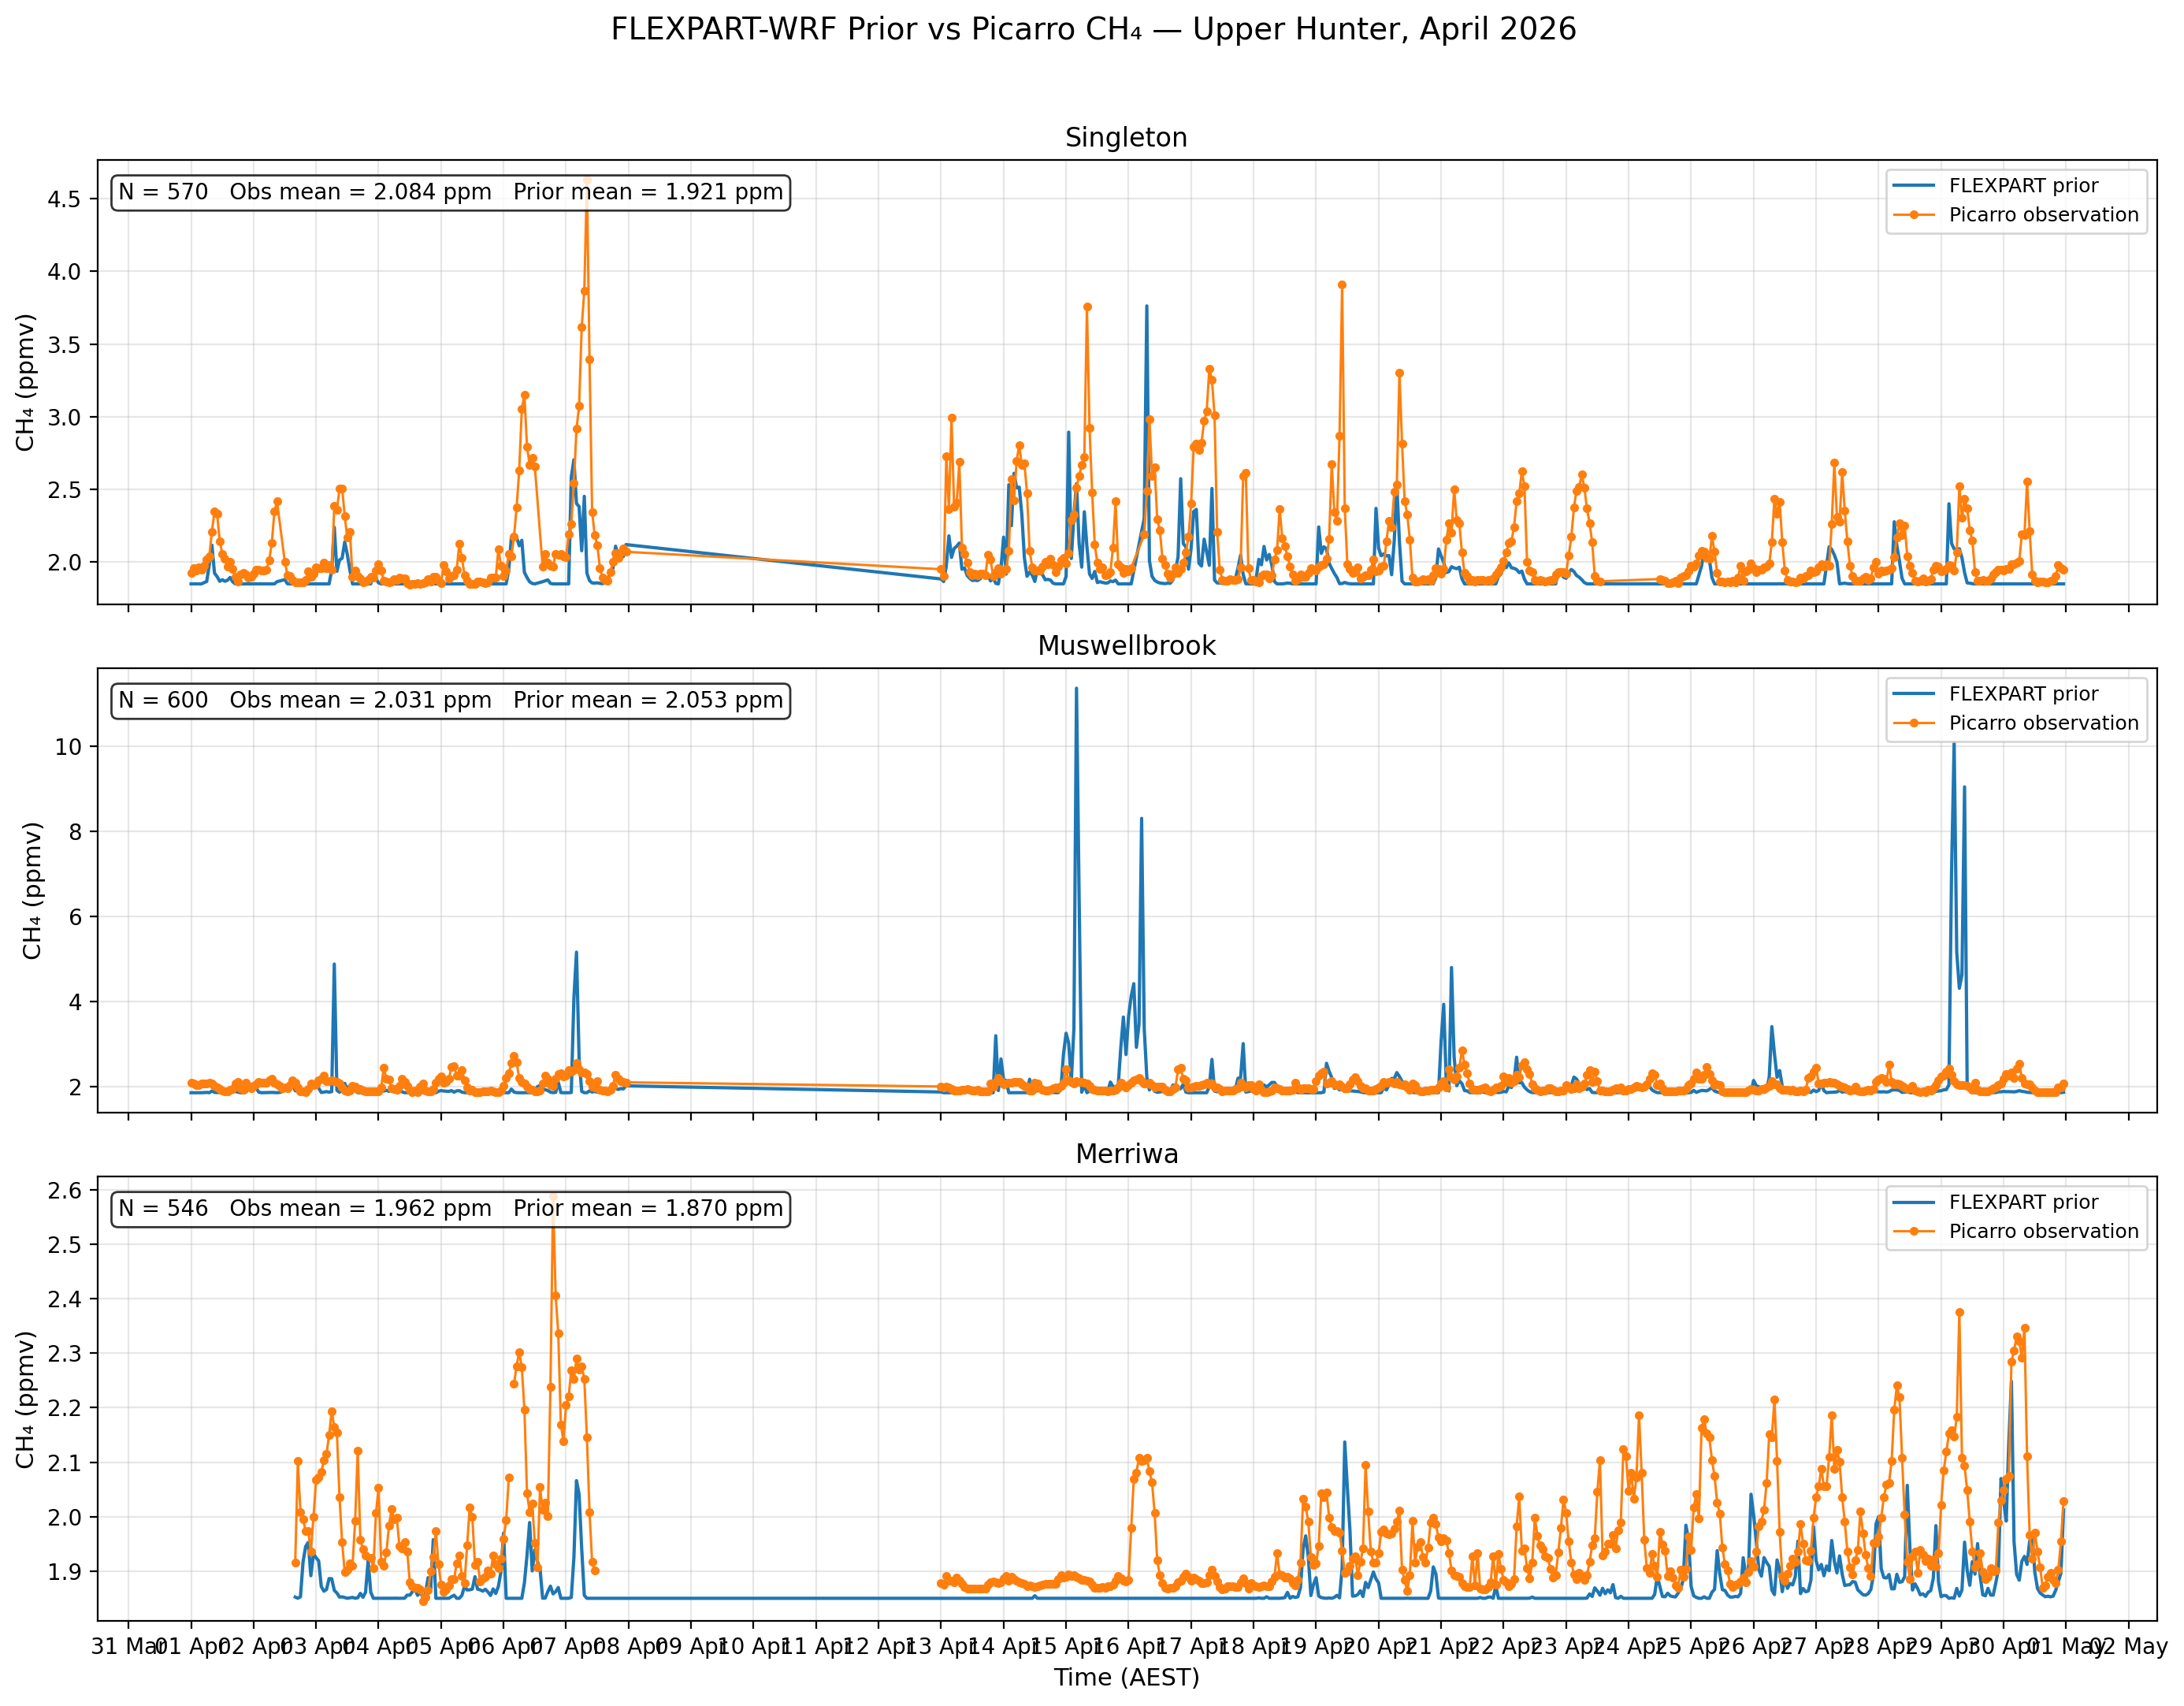 FLEXPART-WRF Prior vs Picarro CH₄ — Upper Hunter, April 2026
Singleton
N = 570 Obs mean = 2.084 ppm Prior mean = 1.921 ppm
FLEXPART prior
Picarro observation
CH₄ (ppmv)
4.5
4.0
3.5
3.0
2.5
2.0
Muswellbrook
N = 600 Obs mean = 2.031 ppm Prior mean = 2.053 ppm
FLEXPART prior
Picarro observation
CH₄ (ppmv)
10
8
6
4
2
Merriwa
N = 546 Obs mean = 1.962 ppm Prior mean = 1.870 ppm
FLEXPART prior
Picarro observation
CH₄ (ppmv)
2.6
2.5
2.4
2.3
2.2
2.1
2.0
1.9
31 Mar 01 Apr 02 Apr 03 Apr 04 Apr 05 Apr 06 Apr 07 Apr 08 Apr 09 Apr 10 Apr 11 Apr 12 Apr 13 Apr 14 Apr 15 Apr 16 Apr 17 Apr 18 Apr 19 Apr 20 Apr 21 Apr 22 Apr 23 Apr 24 Apr 25 Apr 26 Apr 27 Apr 28 Apr 29 Apr 30 Apr 01 May 02 May
Time (AEST)